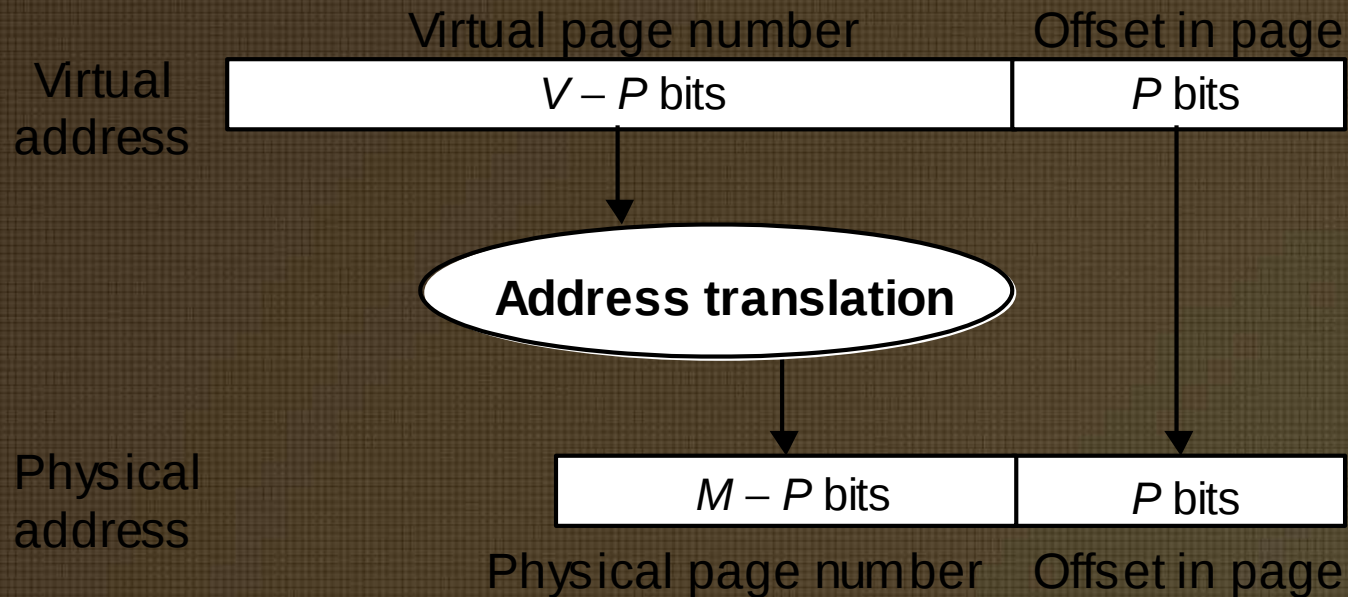 Virtual page number
Offset in page
Virtual
address
V – P bits
P bits
Address translation
Physical
address
M – P bits
P bits
Physical page number
Offset in page